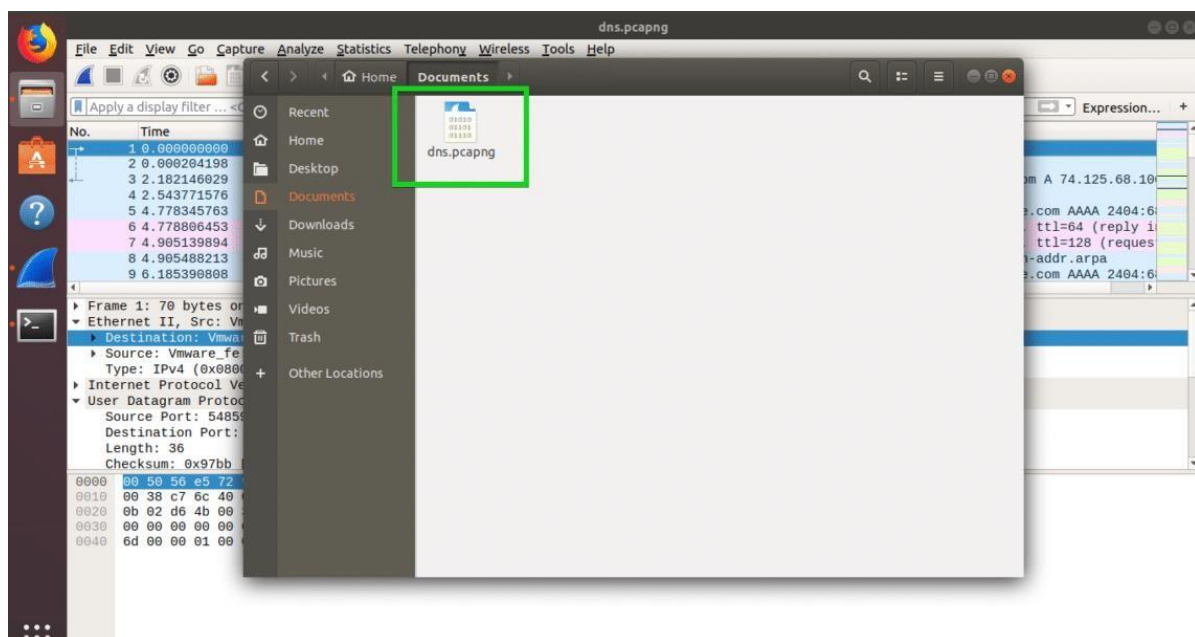 dns.pcapng
File Edit View Go Capture Analyze Statistics Telephony Wireless Tools Help
Home Documents
Apply a display filter ...
Expression... +
No. Time
1 0.000000000
2 0.000204198
3 2.182146029
A 74.125.68.10
4 2.543771576
5 4.778345763
.com AAAA 2404:6
6 4.778806453
ttl=64 (reply i
7 4.905139894
ttl=128 (reques
8 4.905488213
-addr.arpa
9 6.185390808
.com AAAA 2404:6
Frame 1: 70 bytes
Ethernet II, Src:
Destination:
Source: Vmware_fe
Type: IPv4
Internet Protocol
User Datagram
Source Port: 5485
Destination Port:
Length: 36
Checksum: 0x97bb
0000 00 50 56 e5 72
0010 00 38 c7 6c 40
0020 0b 02 d6 4b 00
0030 00 00 00 00 00
0040 6d 00 00 01 00
Recent
Home
Desktop
Documents
Downloads
Music
Pictures
Videos
Trash
+ Other Locations
01010
01101
01110
dns.pcapng